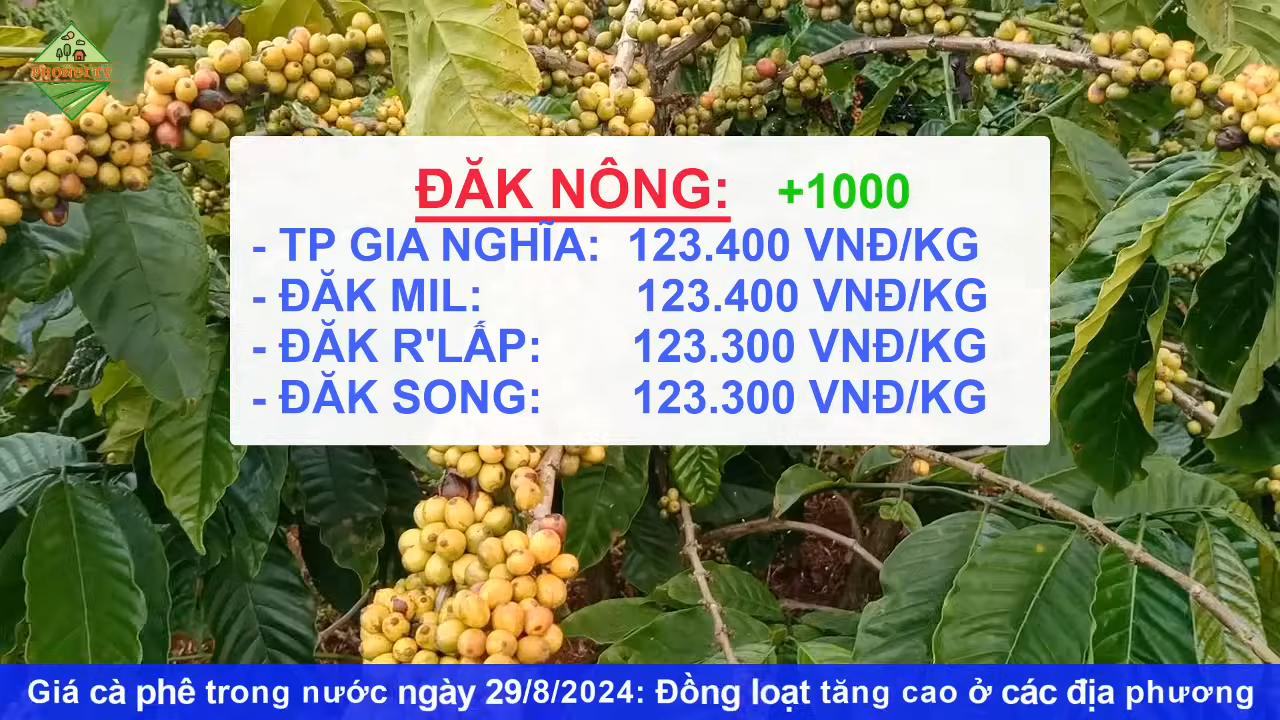 PHONGI TV
ĐĂK NÔNG: +1000
- TP GIA NGHĨA: 123.400 VNĐ/KG
- ĐĂK MIL: 123.400 VNĐ/KG
- ĐĂK R'LẤP: 123.300 VNĐ/KG
- ĐĂK SONG: 123.300 VNĐ/KG
Giá cà phê trong nước ngày 29/8/2024: Đồng loạt tăng cao ở các địa phương